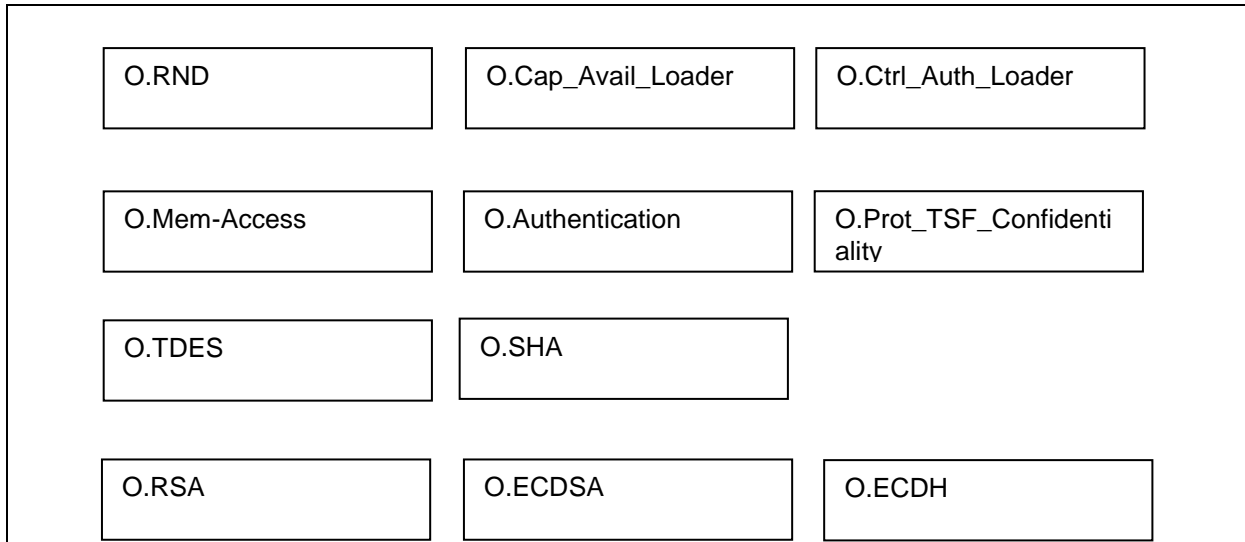 O.RND
O.Cap_Avail_Loader
O.Ctrl_Auth_Loader
O.Mem-Access
O.Authentication
O.Prot_TSF_Confidenti
ality
O.TDES
O.SHA
O.RSA
O.ECDSA
O.ECDH